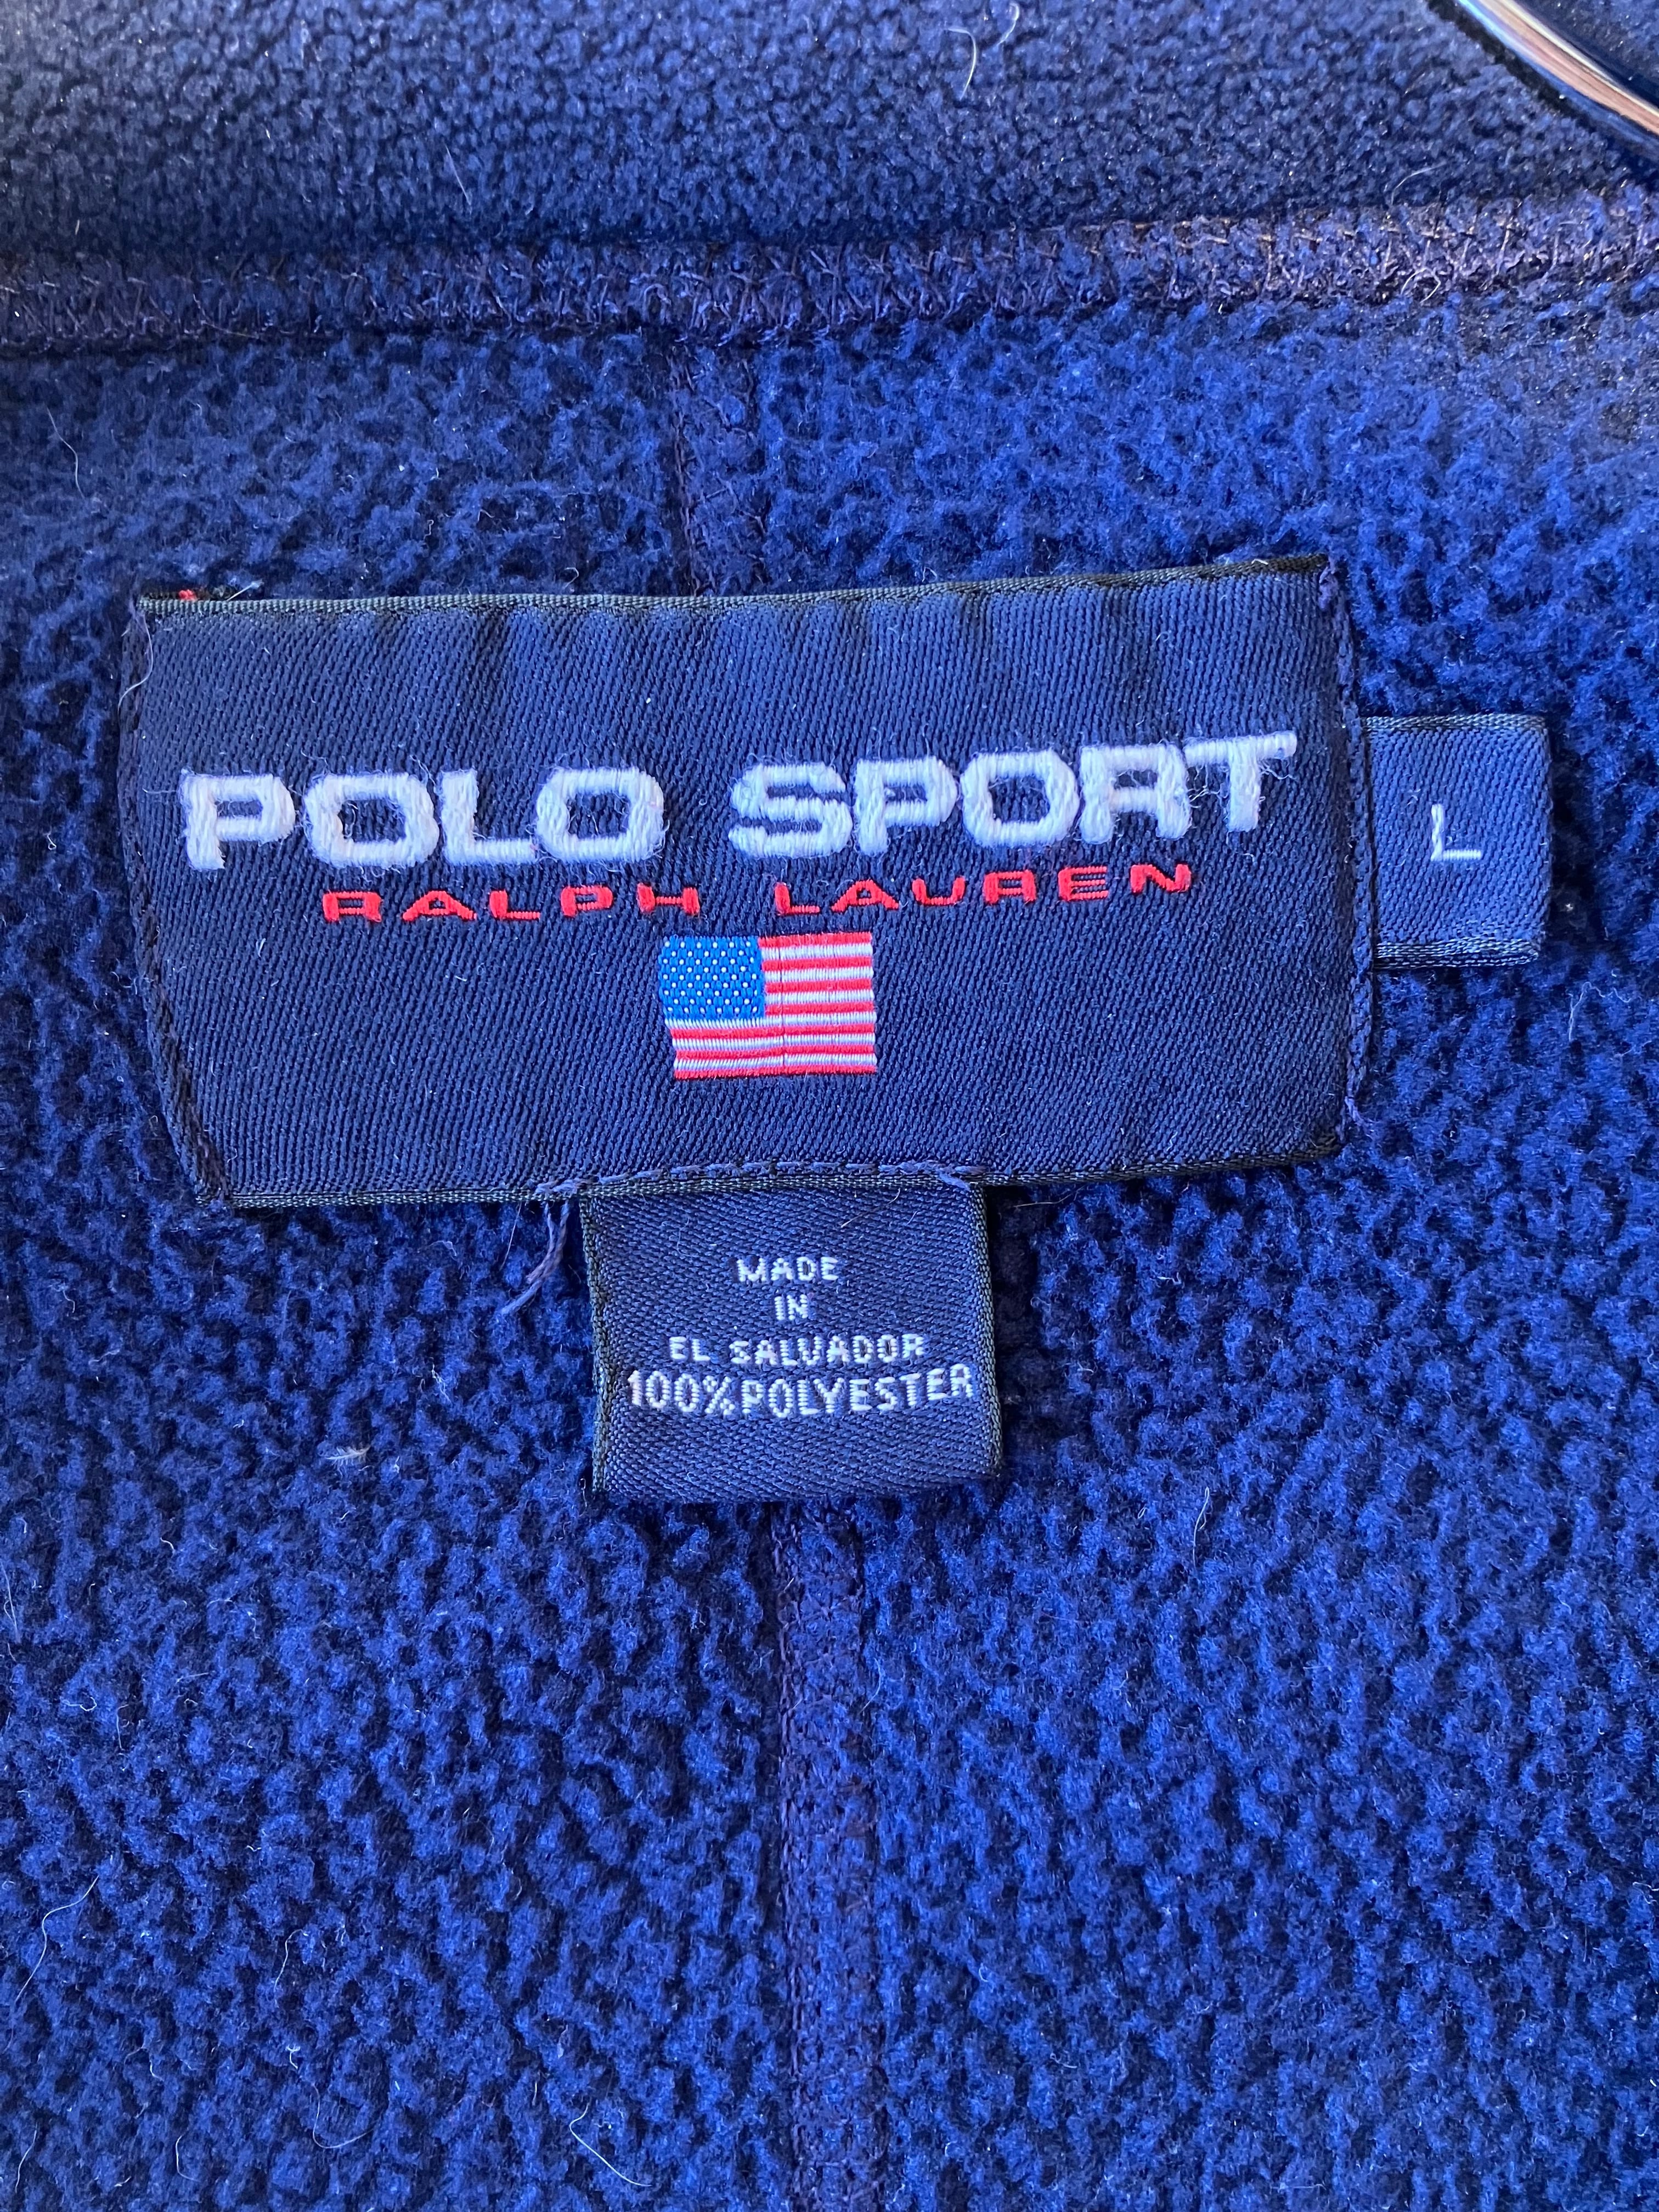 POLO SPORT
RALPH LAUREN
L
MADE
IN
EL SALVADOR
100%POLYESTER